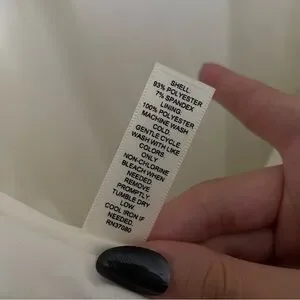 SHELL:
93% POLYESTER
7% SPANDEX
LINING
100% POLYESTER
MACHINE WASH
COLD.
GENTLE CYCLE
WASH WITH LIKE
COLORS.
ONLY
NON-CHLORINE
BLEACH WHEN
NEEDED
REMOVE
PROMPTLY
TUMBLE DRY
LOW.
COOL IRON IF
NEEDED.
RN37080